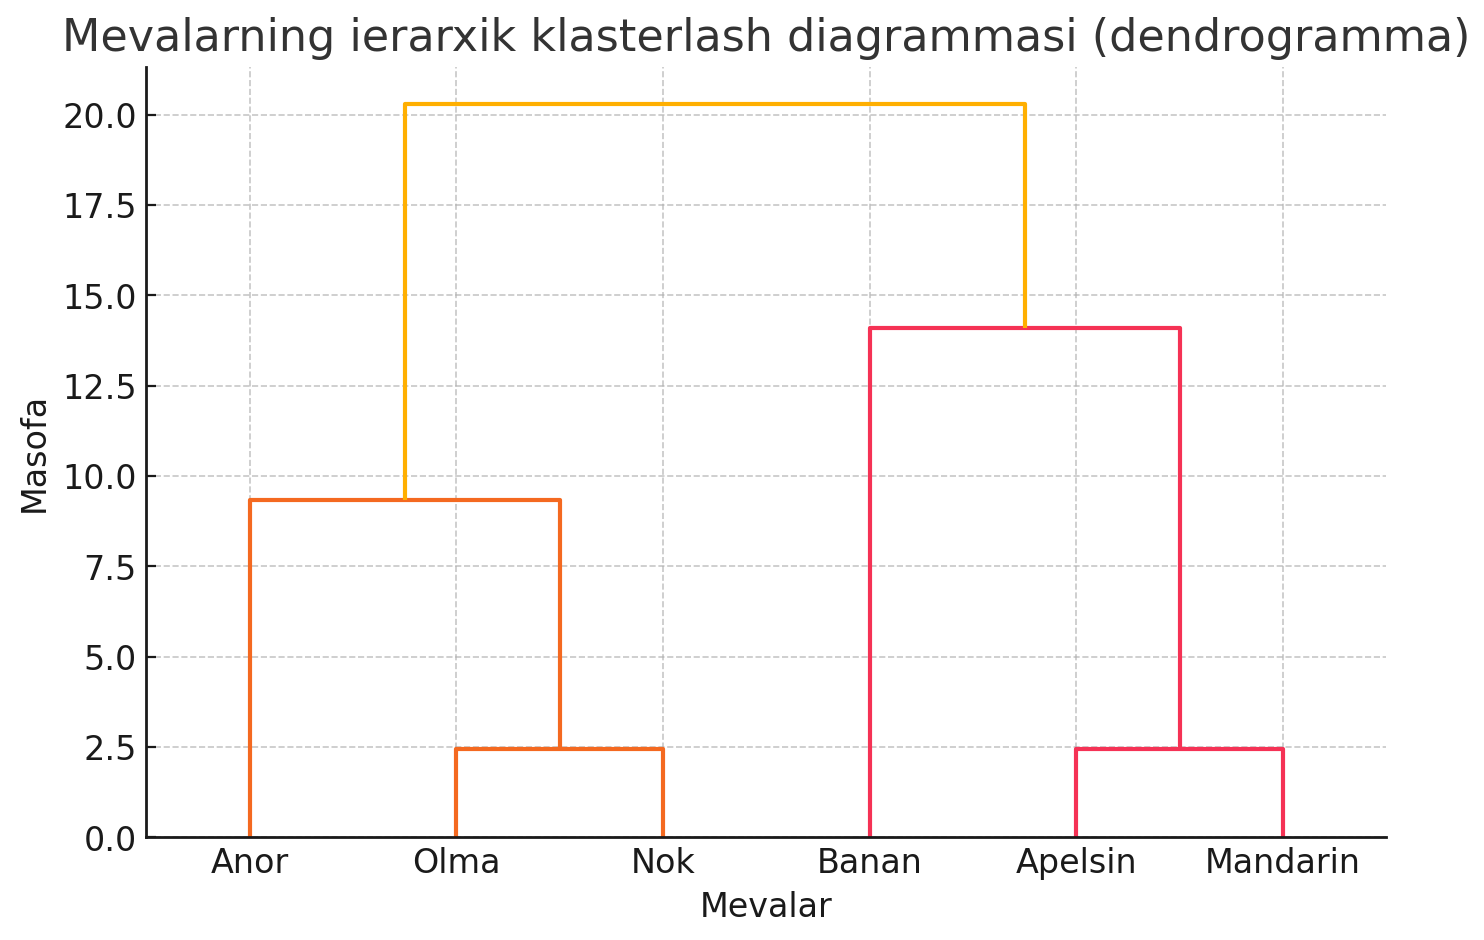 Mevalarning ierarxik klasterlash diagrammasi (dendrogramma)
20.0
17.5
15.0
12.5
10.0
7.5
5.0
2.5
0.0
Masofa
Anor Olma Nok Banan Apelsin Mandarin
Mevalar